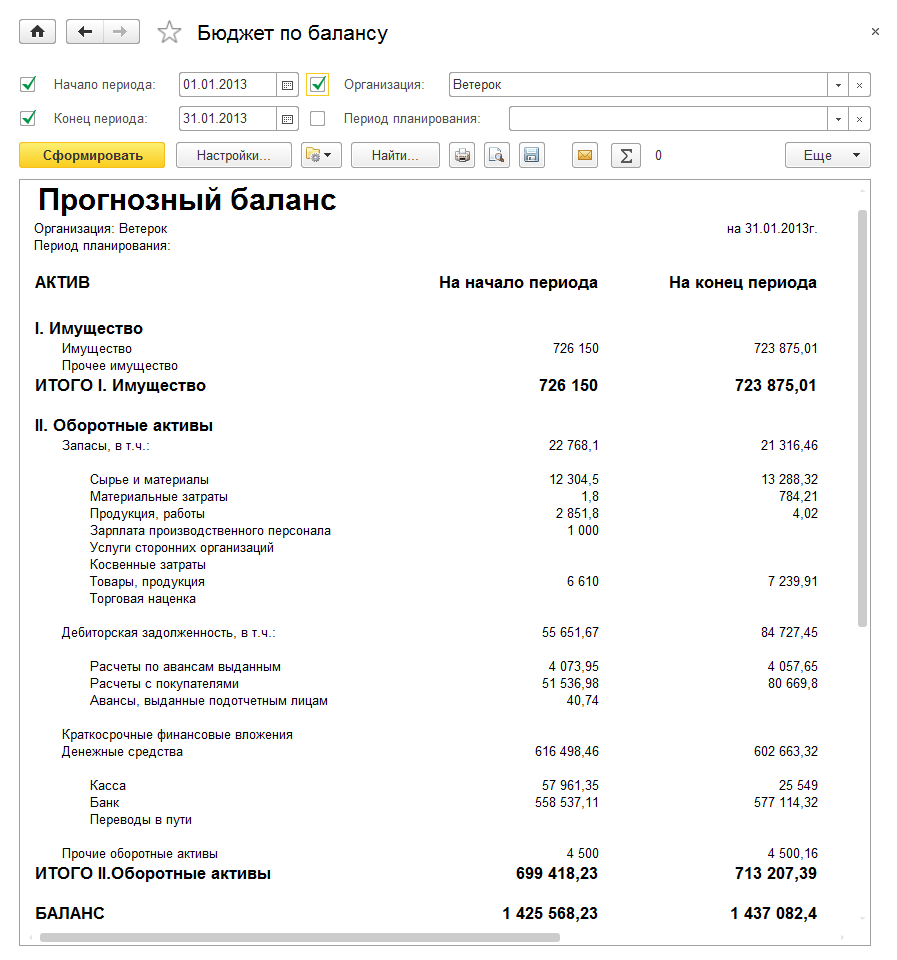 Бюджет по балансу
Начало периода: 01.01.2013 Организация: Ветерок
Конец периода: 31.01.2013 Период планирования:
Сформировать Настройки... Найти... Σ 0 Еще
Прогнозный баланс
Организация: Ветерок на 31.01.2013г.
Период планирования:
АКТИВ На начало периода На конец периода
I. Имущество
Имущество 726 150 723 875,01
Прочее имущество
ИТОГО I. Имущество 726 150 723 875,01
II. Оборотные активы
Запасы, в т.ч.: 22 768,1 21 316,46
Сырье и материалы 12 304,5 13 288,32
Материальные затраты 1,8 784,21
Продукция, работы 2 851,8 4,02
Зарплата производственного персонала 1 000
Услуги сторонних организаций
Косвенные затраты
Товары, продукция 6 610 7 239,91
Торговая наценка
Дебиторская задолженность, в т.ч.: 55 651,67 84 727,45
Расчеты по авансам выданным 4 073,95 4 057,65
Расчеты с покупателями 51 536,98 80 669,8
Авансы, выданные подотчетным лицам 40,74
Краткосрочные финансовые вложения
Денежные средства 616 498,46 602 663,32
Касса 57 961,35 25 549
Банк 558 537,11 577 114,32
Переводы в пути
Прочие оборотные активы 4 500 4 500,16
ИТОГО II.Оборотные активы 699 418,23 713 207,39
БАЛАНС 1 425 568,23 1 437 082,4